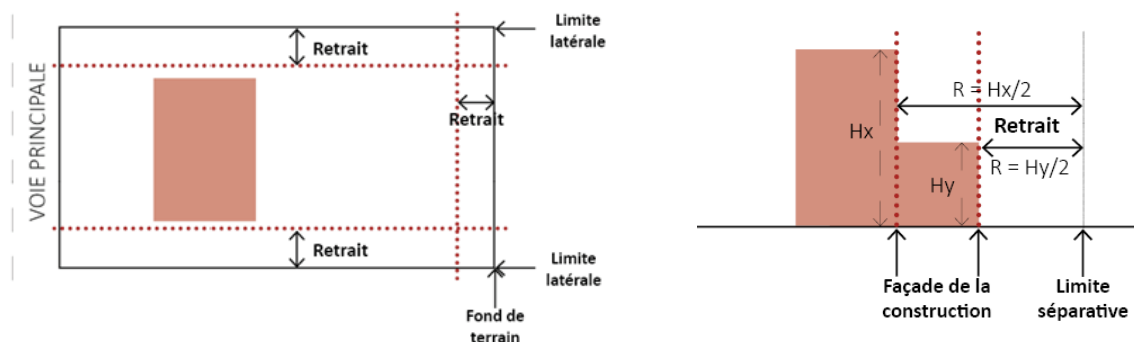 VOIE PRINCIPALE
Retrait
Retrait
Retrait
Limite
latérale
Limite
latérale
Fond de
terrain
Hx
Hy
R = Hx/2
Retrait
R = Hy/2
Façade de la
construction
Limite
séparative